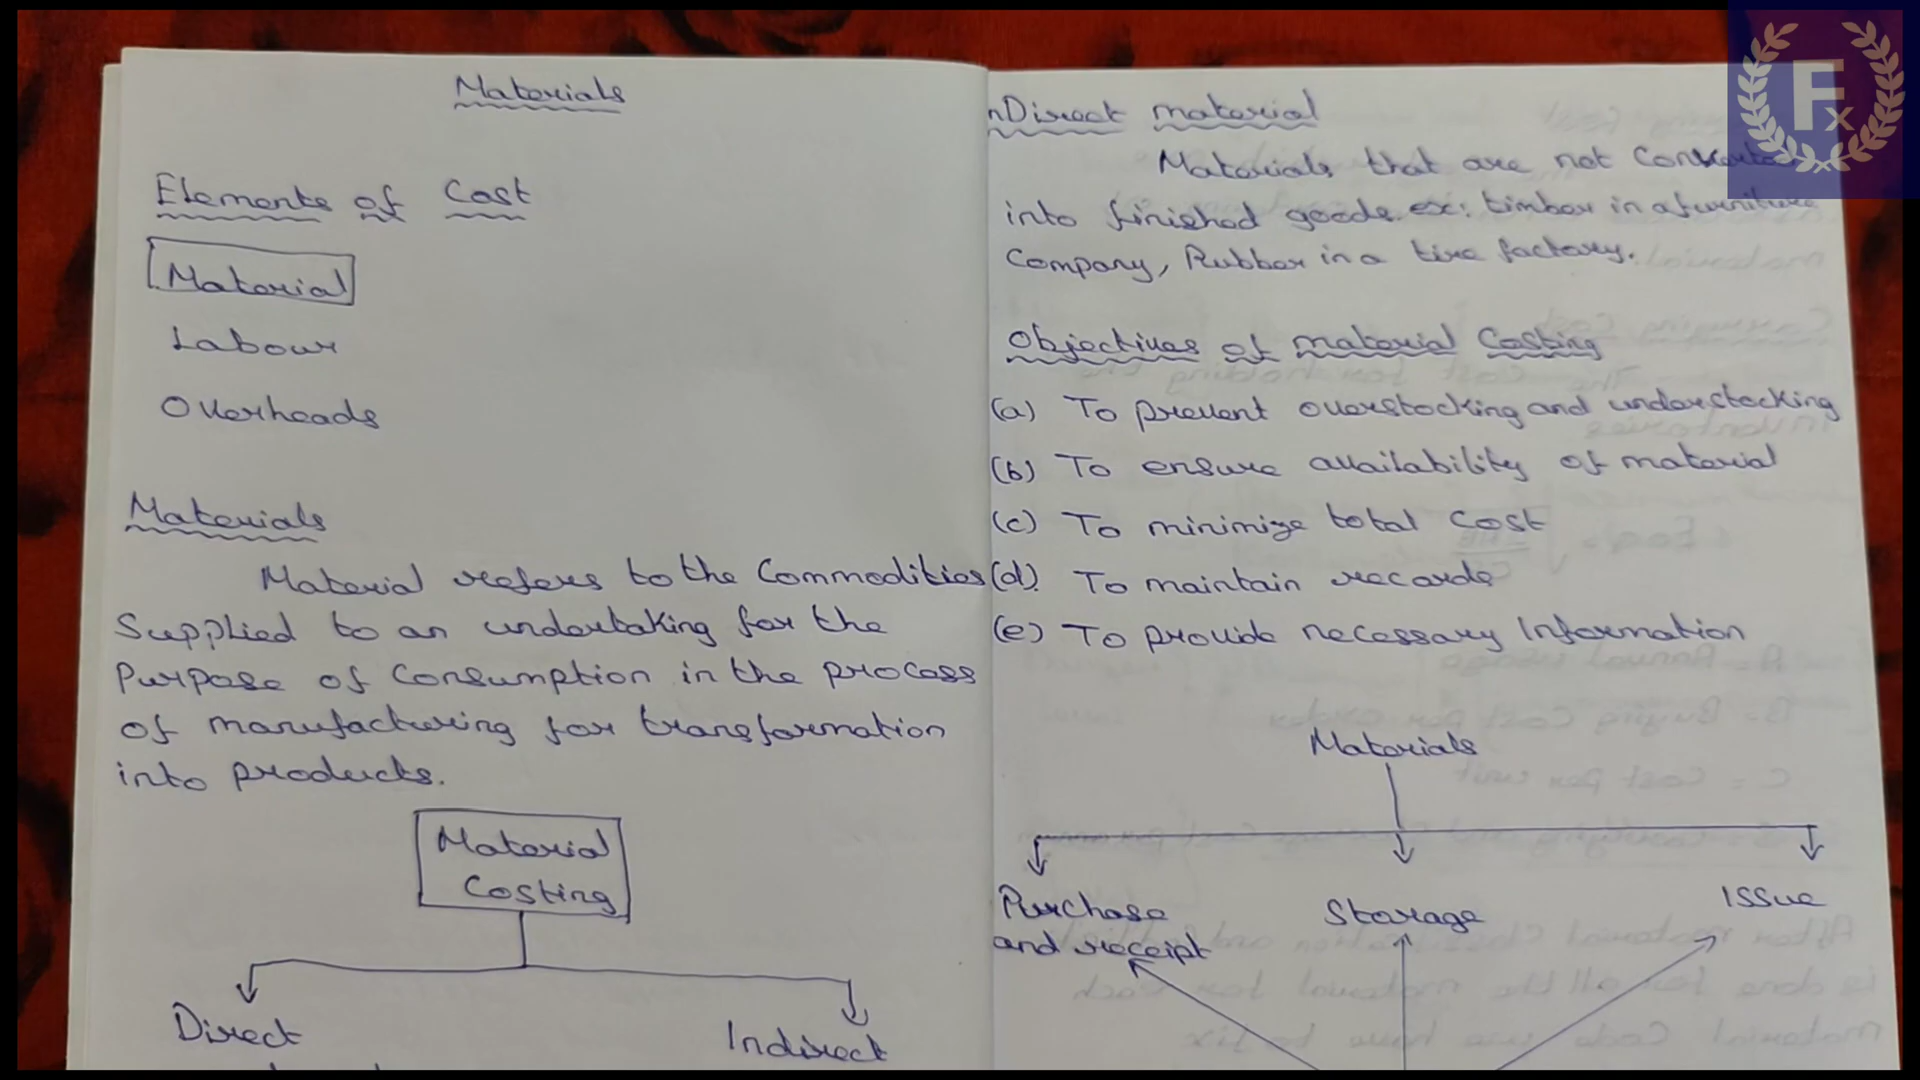 Materials
Elements of Cost
Material
Labour
Overheads
Materials
Material refers to the Commodities
Supplied to an undertaking for the
Purpose of Consumption in the process
of manufacturing for transformation
into products.
Material
Costing
Direct
Indirect
nDirect material
Materials that are not Converted
into finished goods. ex: timber in a furniture
Company, Rubber in a tire factory.
Objectives of material Costing
(a) To prevent overstocking and understocking
(b) To ensure availability of material
(c) To minimize total Cost
(d) To maintain records
(e) To provide necessary Information
Materials
Purchase
and receipt
Storage
Issue
Fx